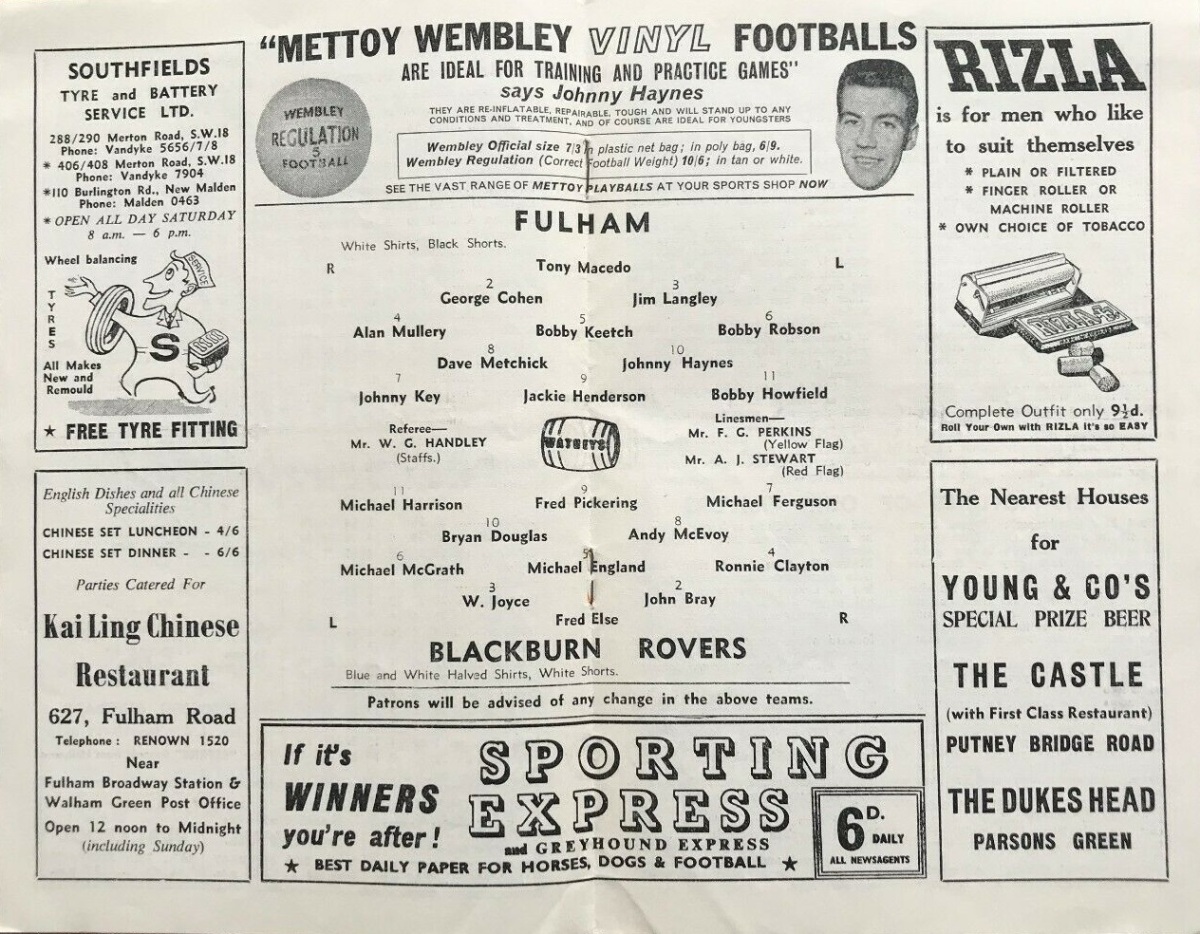 SOUTHFIELDS
TYRE and BATTERY
SERVICE LTD.
288/290 Merton Road, S.W.18
Phone: Vandyke 5656/7/8
* 406/408 Merton Road, S.W.18
Phone: Vandyke 7904
*110 Burlington Rd., New Malden
Phone: Malden 0463
* OPEN ALL DAY SATURDAY
8 a.m. — 6 p.m.
Wheel balancing
SERVICE
TYRES
S
All Makes
New and
Remould
★ FREE TYRE FITTING
English Dishes and all Chinese
Specialities
CHINESE SET LUNCHEON - 4/6
CHINESE SET DINNER - - 6/6
Parties Catered For
Kai Ling Chinese
Restaurant
627, Fulham Road
Telephone : RENOWN 1520
Near
Fulham Broadway Station &
Walham Green Post Office
Open 12 noon to Midnight
(including Sunday)
"METTOY WEMBLEY VINYL FOOTBALLS
ARE IDEAL FOR TRAINING AND PRACTICE GAMES"
says Johnny Haynes
THEY ARE RE-INFLATABLE, REPAIRABLE, TOUGH AND WILL STAND UP TO ANY
CONDITIONS AND TREATMENT, AND OF COURSE ARE IDEAL FOR YOUNGSTERS
WEMBLEY
REGULATION
5
FOOTBALL
Wembley Official size 7/3 in plastic net bag; in poly bag, 6/9.
Wembley Regulation (Correct Football Weight) 10/6; in tan or white.
SEE THE VAST RANGE OF METTOY PLAYBALLS AT YOUR SPORTS SHOP NOW
FULHAM
White Shirts, Black Shorts.
R Tony Macedo L
2 3
George Cohen Jim Langley
4 5 6
Alan Mullery Bobby Keetch Bobby Robson
8 10
Dave Metchick Johnny Haynes
7 9 11
Johnny Key Jackie Henderson Bobby Howfield
Referee—
Mr. W. G. HANDLEY
(Staffs.)
WATNEYS
Linesmen—
Mr. F. G. PERKINS
(Yellow Flag)
Mr. A. J. STEWART
(Red Flag)
11 9 7
Michael Harrison Fred Pickering Michael Ferguson
10 8
Bryan Douglas Andy McEvoy
6 5 4
Michael McGrath Michael England Ronnie Clayton
3 2
W. Joyce John Bray
L Fred Else R
BLACKBURN ROVERS
Blue and White Halved Shirts, White Shorts.
Patrons will be advised of any change in the above teams.
If it's
WINNERS
you're after!
SPORTING
EXPRESS
and GREYHOUND EXPRESS
★ BEST DAILY PAPER FOR HORSES, DOGS & FOOTBALL ★
6D. DAILY
ALL NEWSAGENTS
RIZLA
is for men who like
to suit themselves
* PLAIN OR FILTERED
* FINGER ROLLER OR
MACHINE ROLLER
* OWN CHOICE OF TOBACCO
RIZLA
Complete Outfit only 9½d.
Roll Your Own with RIZLA it's so EASY
The Nearest Houses
for
YOUNG & CO'S
SPECIAL PRIZE BEER
THE CASTLE
(with First Class Restaurant)
PUTNEY BRIDGE ROAD
THE DUKES HEAD
PARSONS GREEN